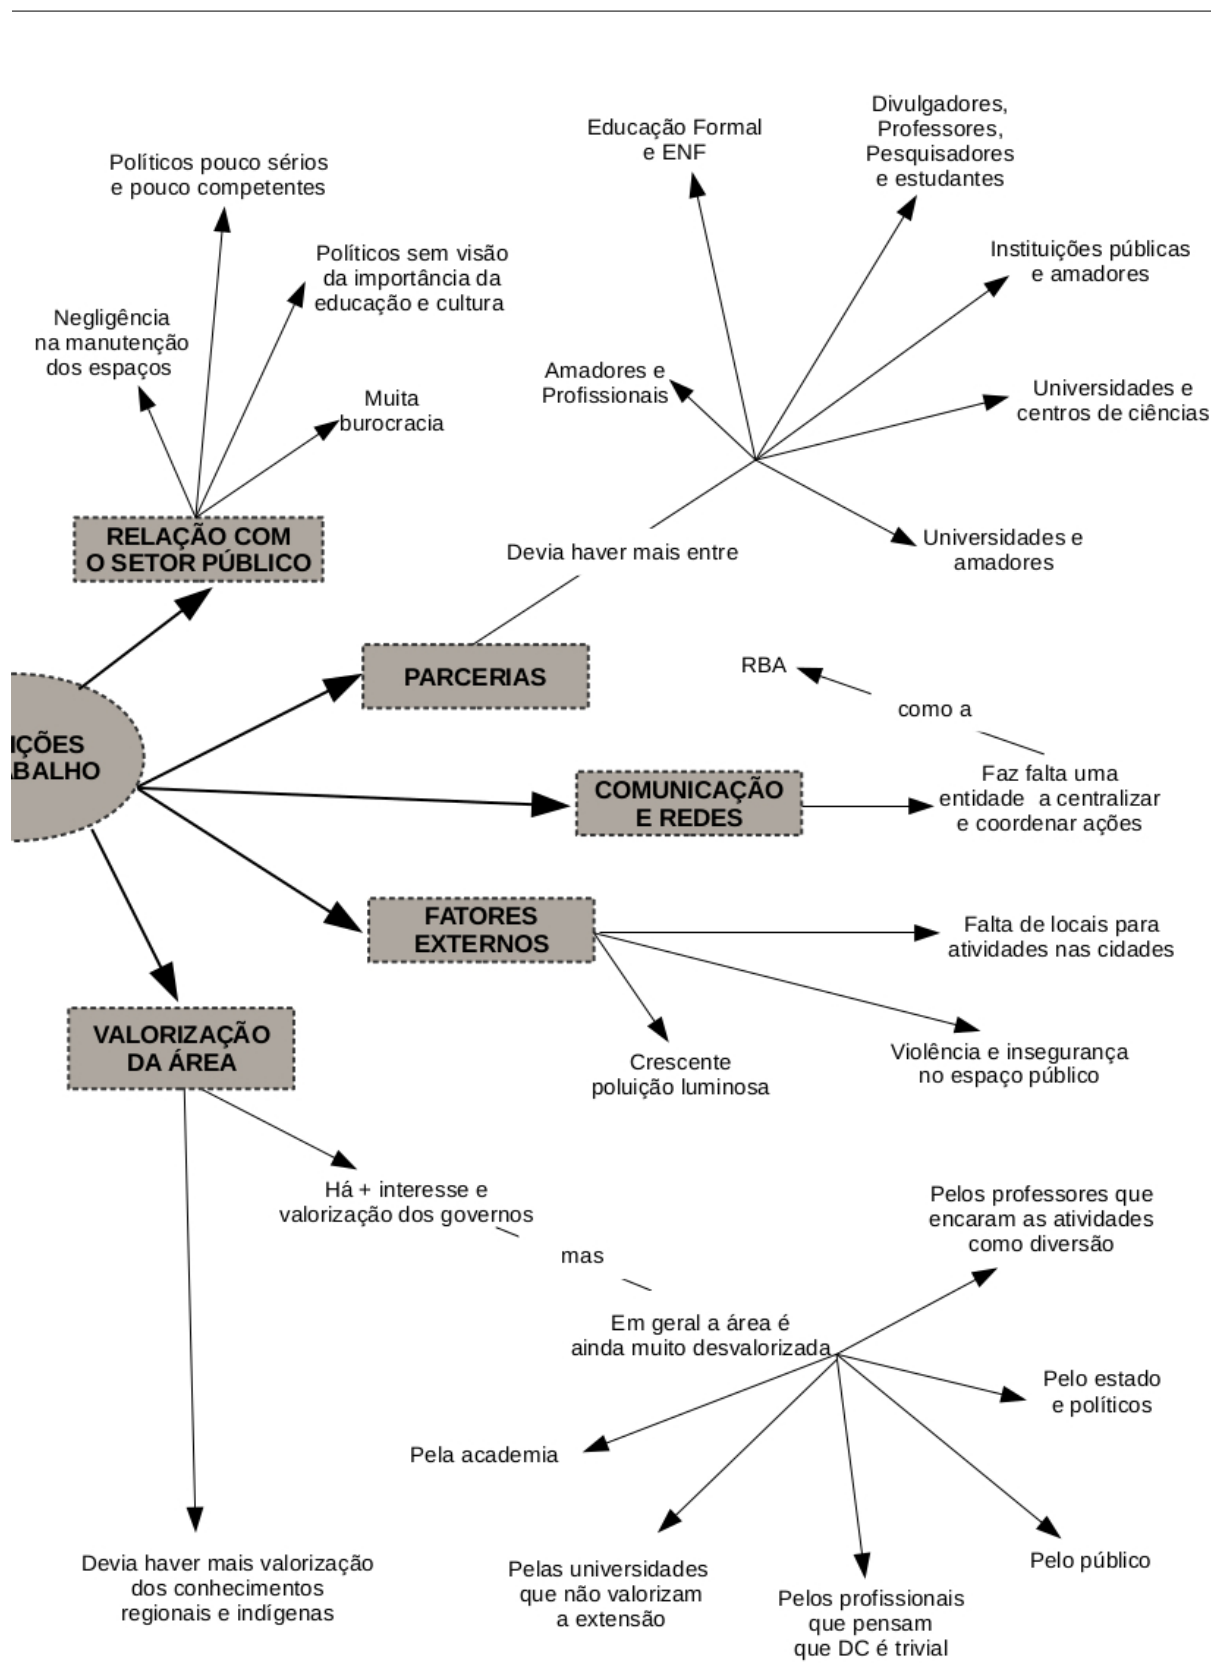 Divulgadores,
Professores,
Pesquisadores
e estudantes
Educação Formal
e ENF
Políticos pouco sérios
e pouco competentes
Políticos sem visão
da importância da
educação e cultura
Instituições públicas
e amadores
Negligência
na manutenção
dos espaços
Amadores e
Profissionais
Muita
burocracia
Universidades e
centros de ciências
RELAÇÃO COM
O SETOR PÚBLICO
Devia haver mais entre
Universidades e
amadores
PARCERIAS
RBA
como a
IÇÕES
ABALHO
COMUNICAÇÃO
E REDES
Faz falta uma
entidade a centralizar
e coordenar ações
FATORES
EXTERNOS
Falta de locais para
atividades nas cidades
VALORIZAÇÃO
DA ÁREA
Crescente
poluição luminosa
Violência e insegurança
no espaço público
Há + interesse e
valorização dos governos
mas
Pelos professores que
encaram as atividades
como diversão
Em geral a área é
ainda muito desvalorizada
Pelo estado
e políticos
Pela academia
Devia haver mais valorização
dos conhecimentos
regionais e indígenas
Pelas universidades
que não valorizam
a extensão
Pelos profissionais
que pensam
que DC é trivial
Pelo público